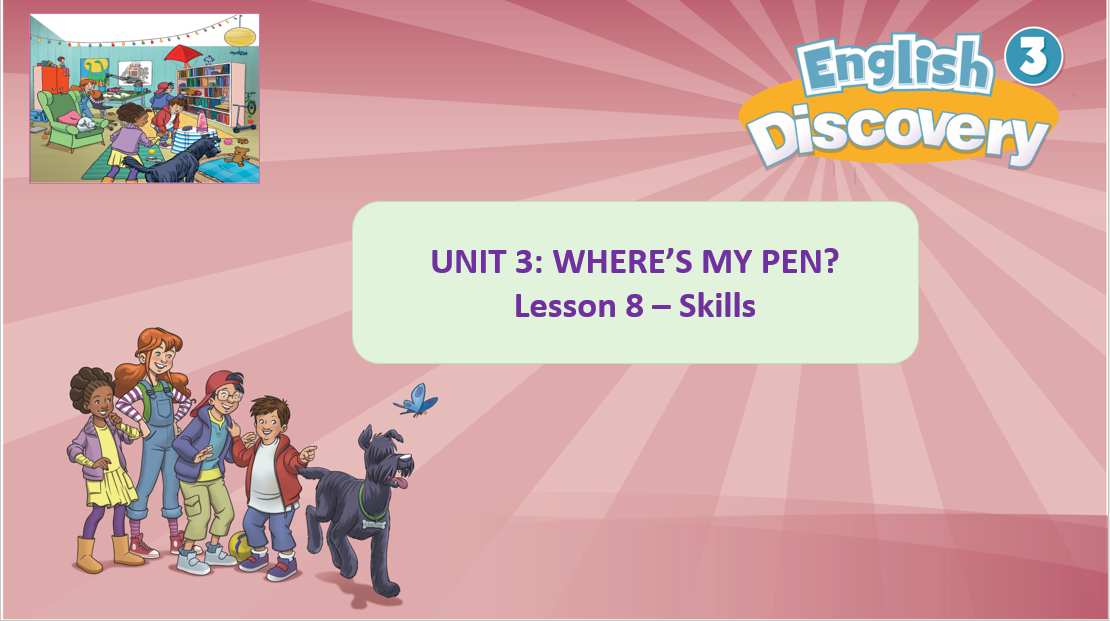 English 3
Discovery
UNIT 3: WHERE’S MY PEN?
Lesson 8 – Skills